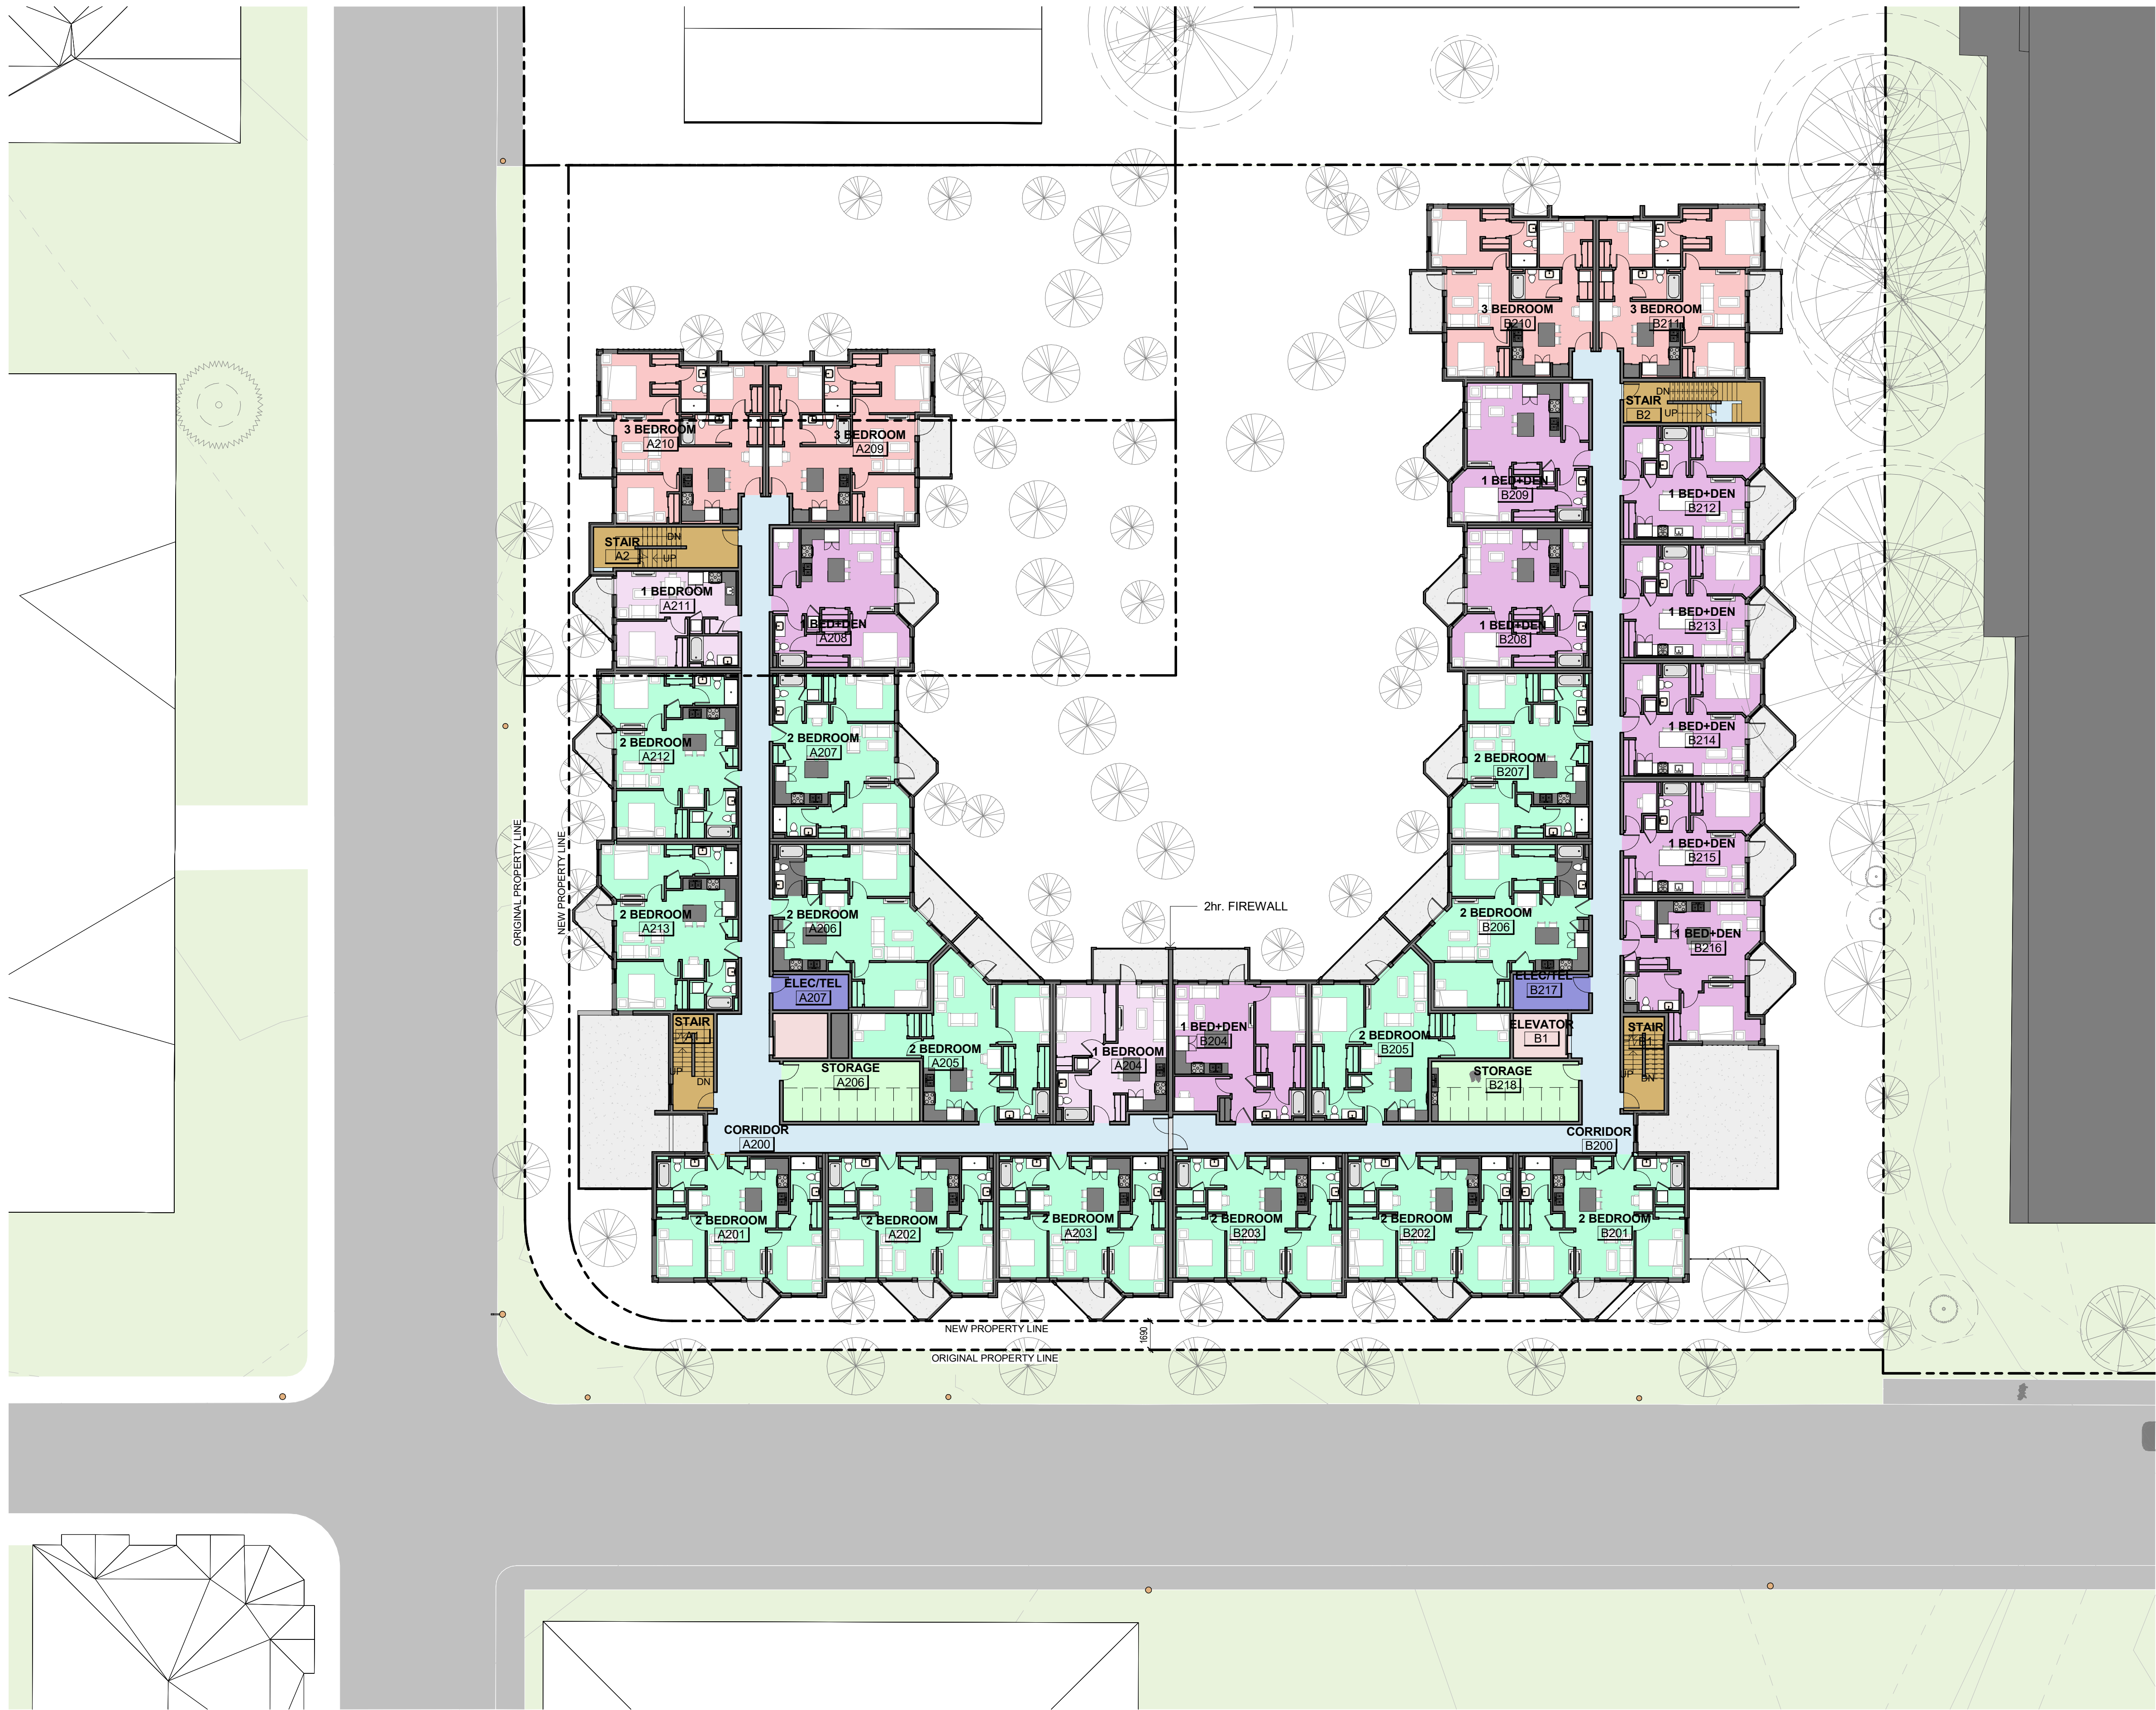 3 BEDROOM
B210
3 BEDROOM
B211
DN
STAIR
B2
UP
3 BEDROOM
A210
3 BEDROOM
A209
1 BED+DEN
B209
1 BED+DEN
B212
STAIR
A2
DN
UP
1 BEDROOM
A211
1 BED+DEN
A208
1 BED+DEN
B208
1 BED+DEN
B213
2 BEDROOM
A212
2 BEDROOM
A207
2 BEDROOM
B207
1 BED+DEN
B214
ORIGINAL PROPERTY LINE
NEW PROPERTY LINE
1 BED+DEN
B215
2hr. FIREWALL
2 BEDROOM
A213
2 BEDROOM
A206
2 BEDROOM
B206
1 BED+DEN
B216
ELEC/TEL
A207
ELEC/TEL
B217
STAIR
A1
UP
DN
2 BEDROOM
A205
1 BEDROOM
A204
1 BED+DEN
B204
2 BEDROOM
B205
ELEVATOR
B1
STAIR
B1
UP
DN
STORAGE
A206
STORAGE
B218
CORRIDOR
A200
CORRIDOR
B200
2 BEDROOM
A201
2 BEDROOM
A202
2 BEDROOM
A203
2 BEDROOM
B203
2 BEDROOM
B202
2 BEDROOM
B201
NEW PROPERTY LINE
1690
ORIGINAL PROPERTY LINE